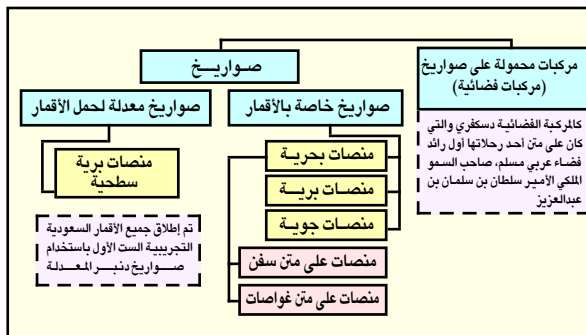 صواريخ
مركبات محمولة على صواريخ
(مركبات فضائية)
كالمركبة الفضائية دسكفري والتي
كان على متن أحد رحلاتها أول رائد
فضاء عربي مسلم، صاحب السمو
الملكي الأمير سلطان بن سلمان بن
عبدالعزيز
صواريخ خاصة بالأقمار
منصات بحرية
منصات برية
منصات جوية
منصات على متن سفن
منصات على متن غواصات
صواريخ معدلة لحمل الأقمار
منصات برية
سطحية
تم إطلاق جميع الأقمار السعودية
التجريبية الست الأول باستخدام
صواريخ دنبر المعدلة